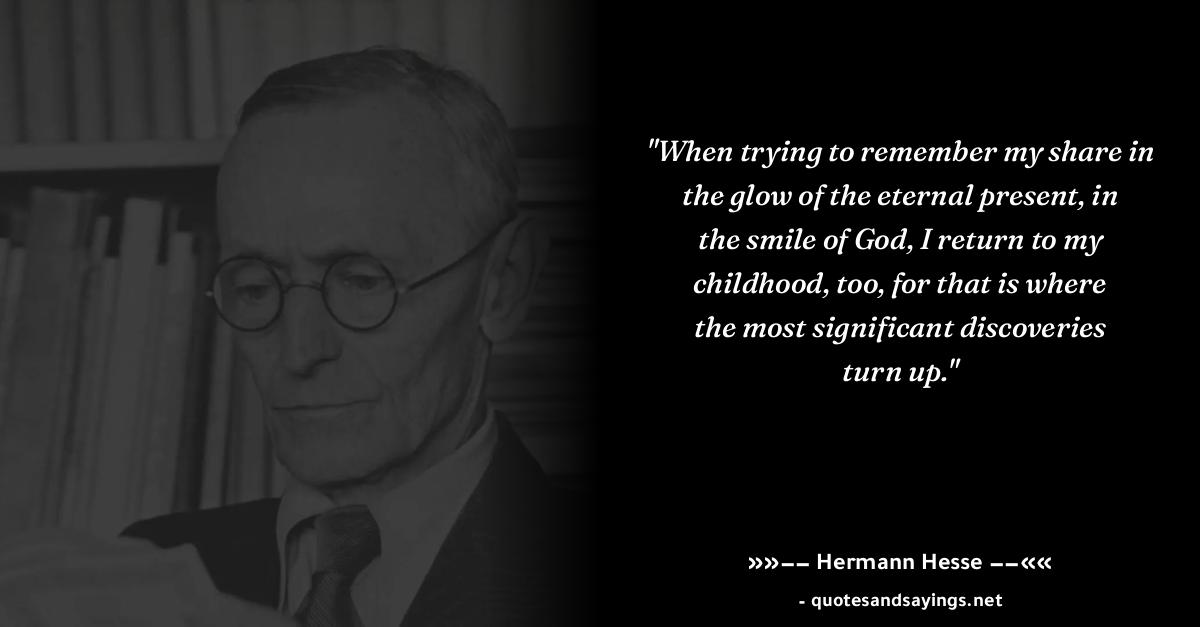 "When trying to remember my share in
the glow of the eternal present, in
the smile of God, I return to my
childhood, too, for that is where
the most significant discoveries
turn up."
»»−− Hermann Hesse −−««
- quotesandsayings.net